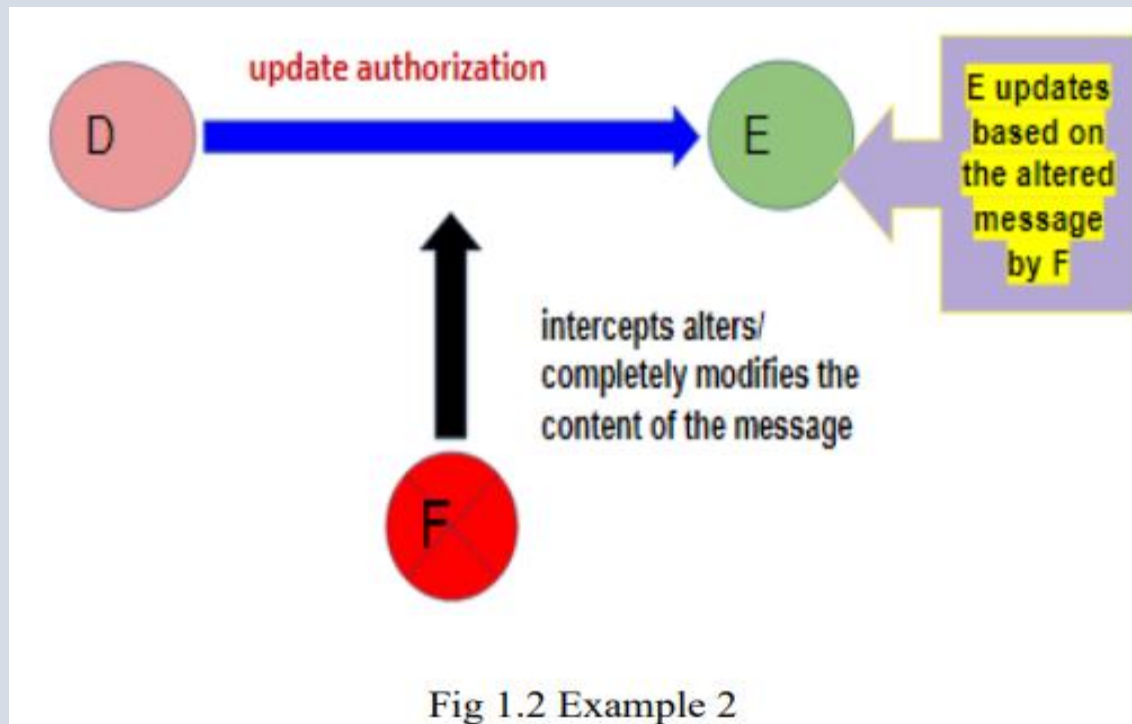 update authorization
D
E
E updates
based on
the altered
message
by F
intercepts alters/
completely modifies the
content of the message
F
Fig 1.2 Example 2